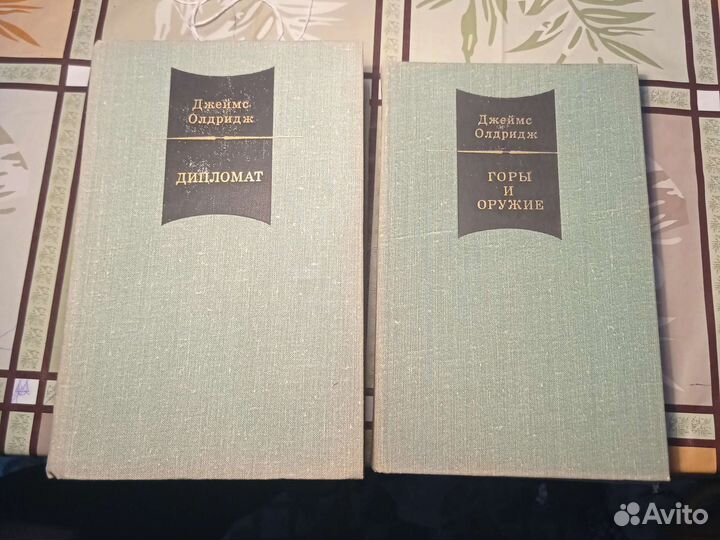 Джеймс
Олдридж
ДИПЛОМАТ
Джеймс
Олдридж
ГОРЫ
И
ОРУЖИЕ
Avito